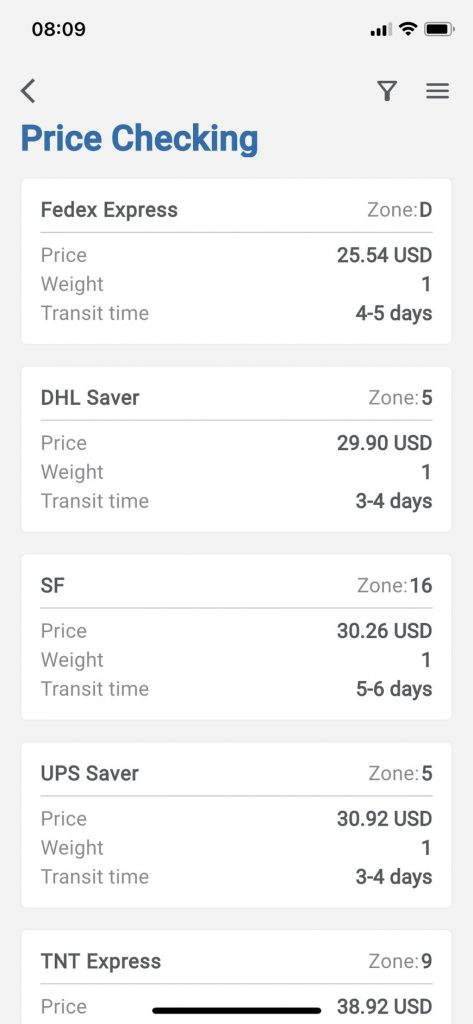 08:09
Price Checking
Fedex Express Zone:D
Price 25.54 USD
Weight 1
Transit time 4-5 days
DHL Saver Zone:5
Price 29.90 USD
Weight 1
Transit time 3-4 days
SF Zone:16
Price 30.26 USD
Weight 1
Transit time 5-6 days
UPS Saver Zone:5
Price 30.92 USD
Weight 1
Transit time 3-4 days
TNT Express Zone:9
Price 38.92 USD